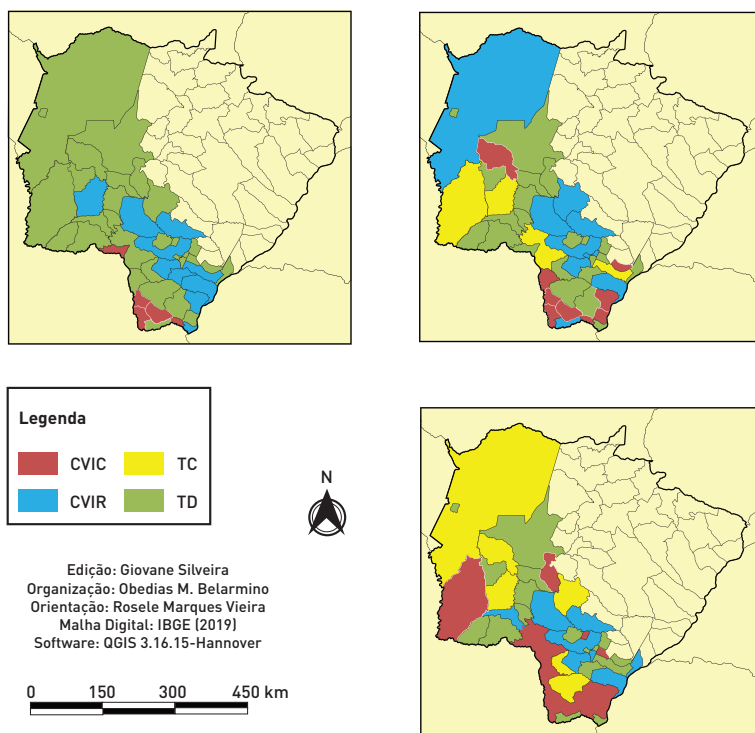 Legenda
CVIC
TC
CVIR
TD
N
Edição: Giovane Silveira
Organização: Obedias M. Belarmino
Orientação: Rosele Marques Vieira
Malha Digital: IBGE (2019)
Software: QGIS 3.16.15-Hannover
0 150 300 450 km